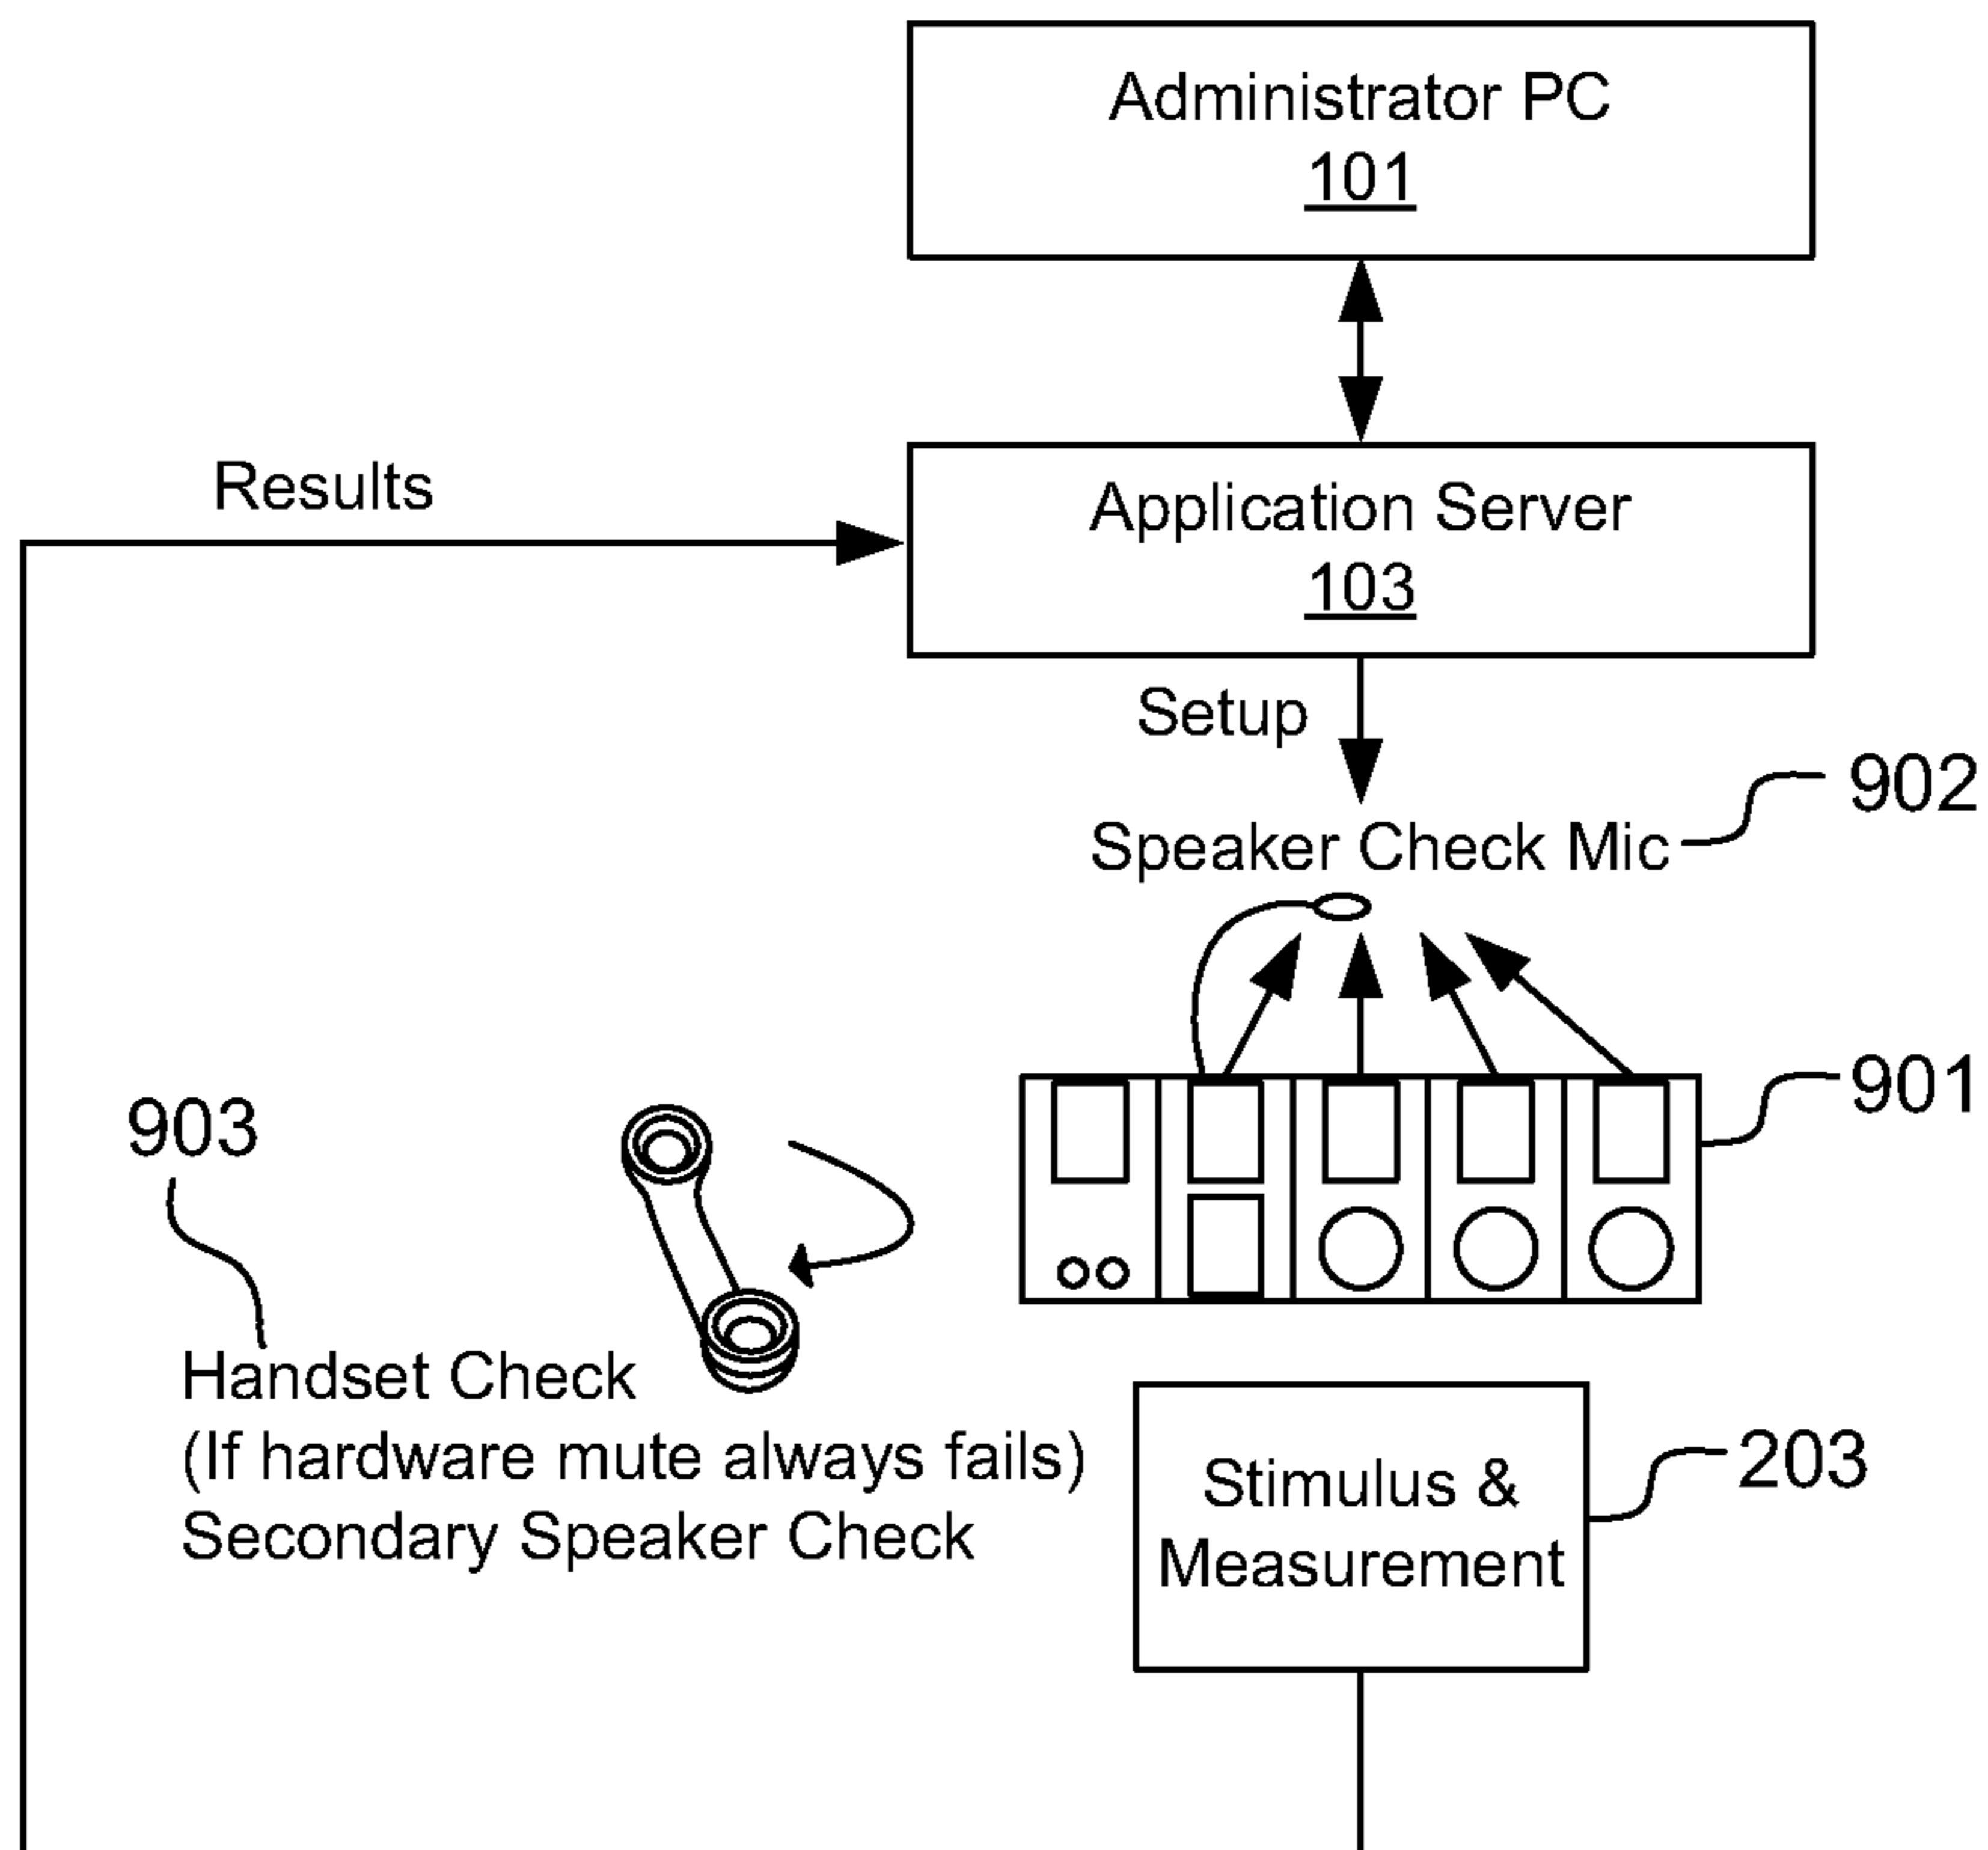 Administrator PC
101
Results
Application Server
103
Setup
902
Speaker Check Mic
901
903
Handset Check
(If hardware mute always fails)
Secondary Speaker Check
203
Stimulus &
Measurement